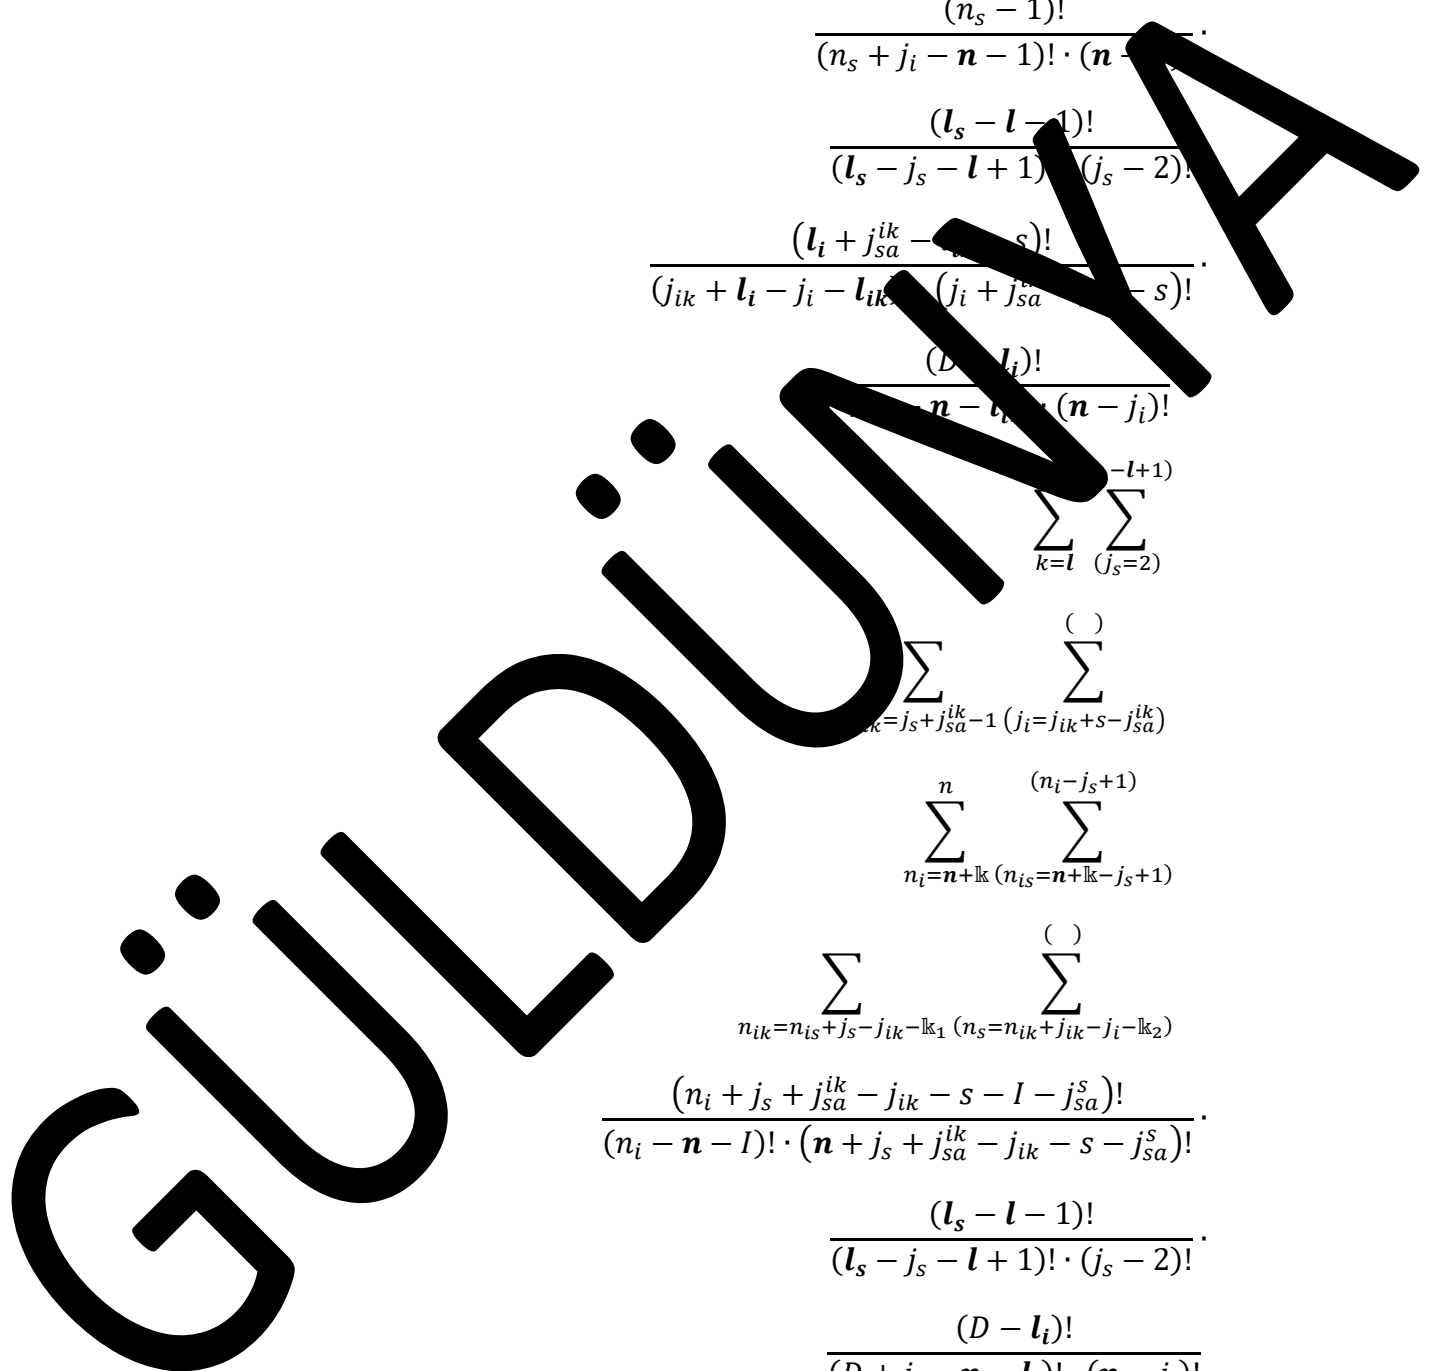 (n_s − 1)!
(n_s + j_i − n − 1)! · (n −
·
(l_s − l − 1)!
(l_s − j_s − l + 1) (j_s − 2)!
(l_i + j_sa^ik − s)!
(j_ik + l_i − j_i − l_ik) (j_i + j_sa − s)!
·
(D l_i)!
n − l · (n − j_i)!
−l+1)
∑ ∑
k=l (j_s=2)
( )
∑ ∑
k=j_s+j_sa^ik−1 (j_i=j_ik+s−j_sa^ik)
n (n_i−j_s+1)
∑ ∑
n_i=n+𝕜 (n_is=n+𝕜−j_s+1)
( )
∑ ∑
n_ik=n_is+j_s−j_ik−𝕜_1 (n_s=n_ik+j_ik−j_i−𝕜_2)
(n_i + j_s + j_sa^ik − j_ik − s − I − j_sa^s)!
(n_i − n − I)! · (n + j_s + j_sa^ik − j_ik − s − j_sa^s)!
·
(l_s − l − 1)!
(l_s − j_s − l + 1)! · (j_s − 2)!
·
(D − l_i)!
GÜLDÜNYA